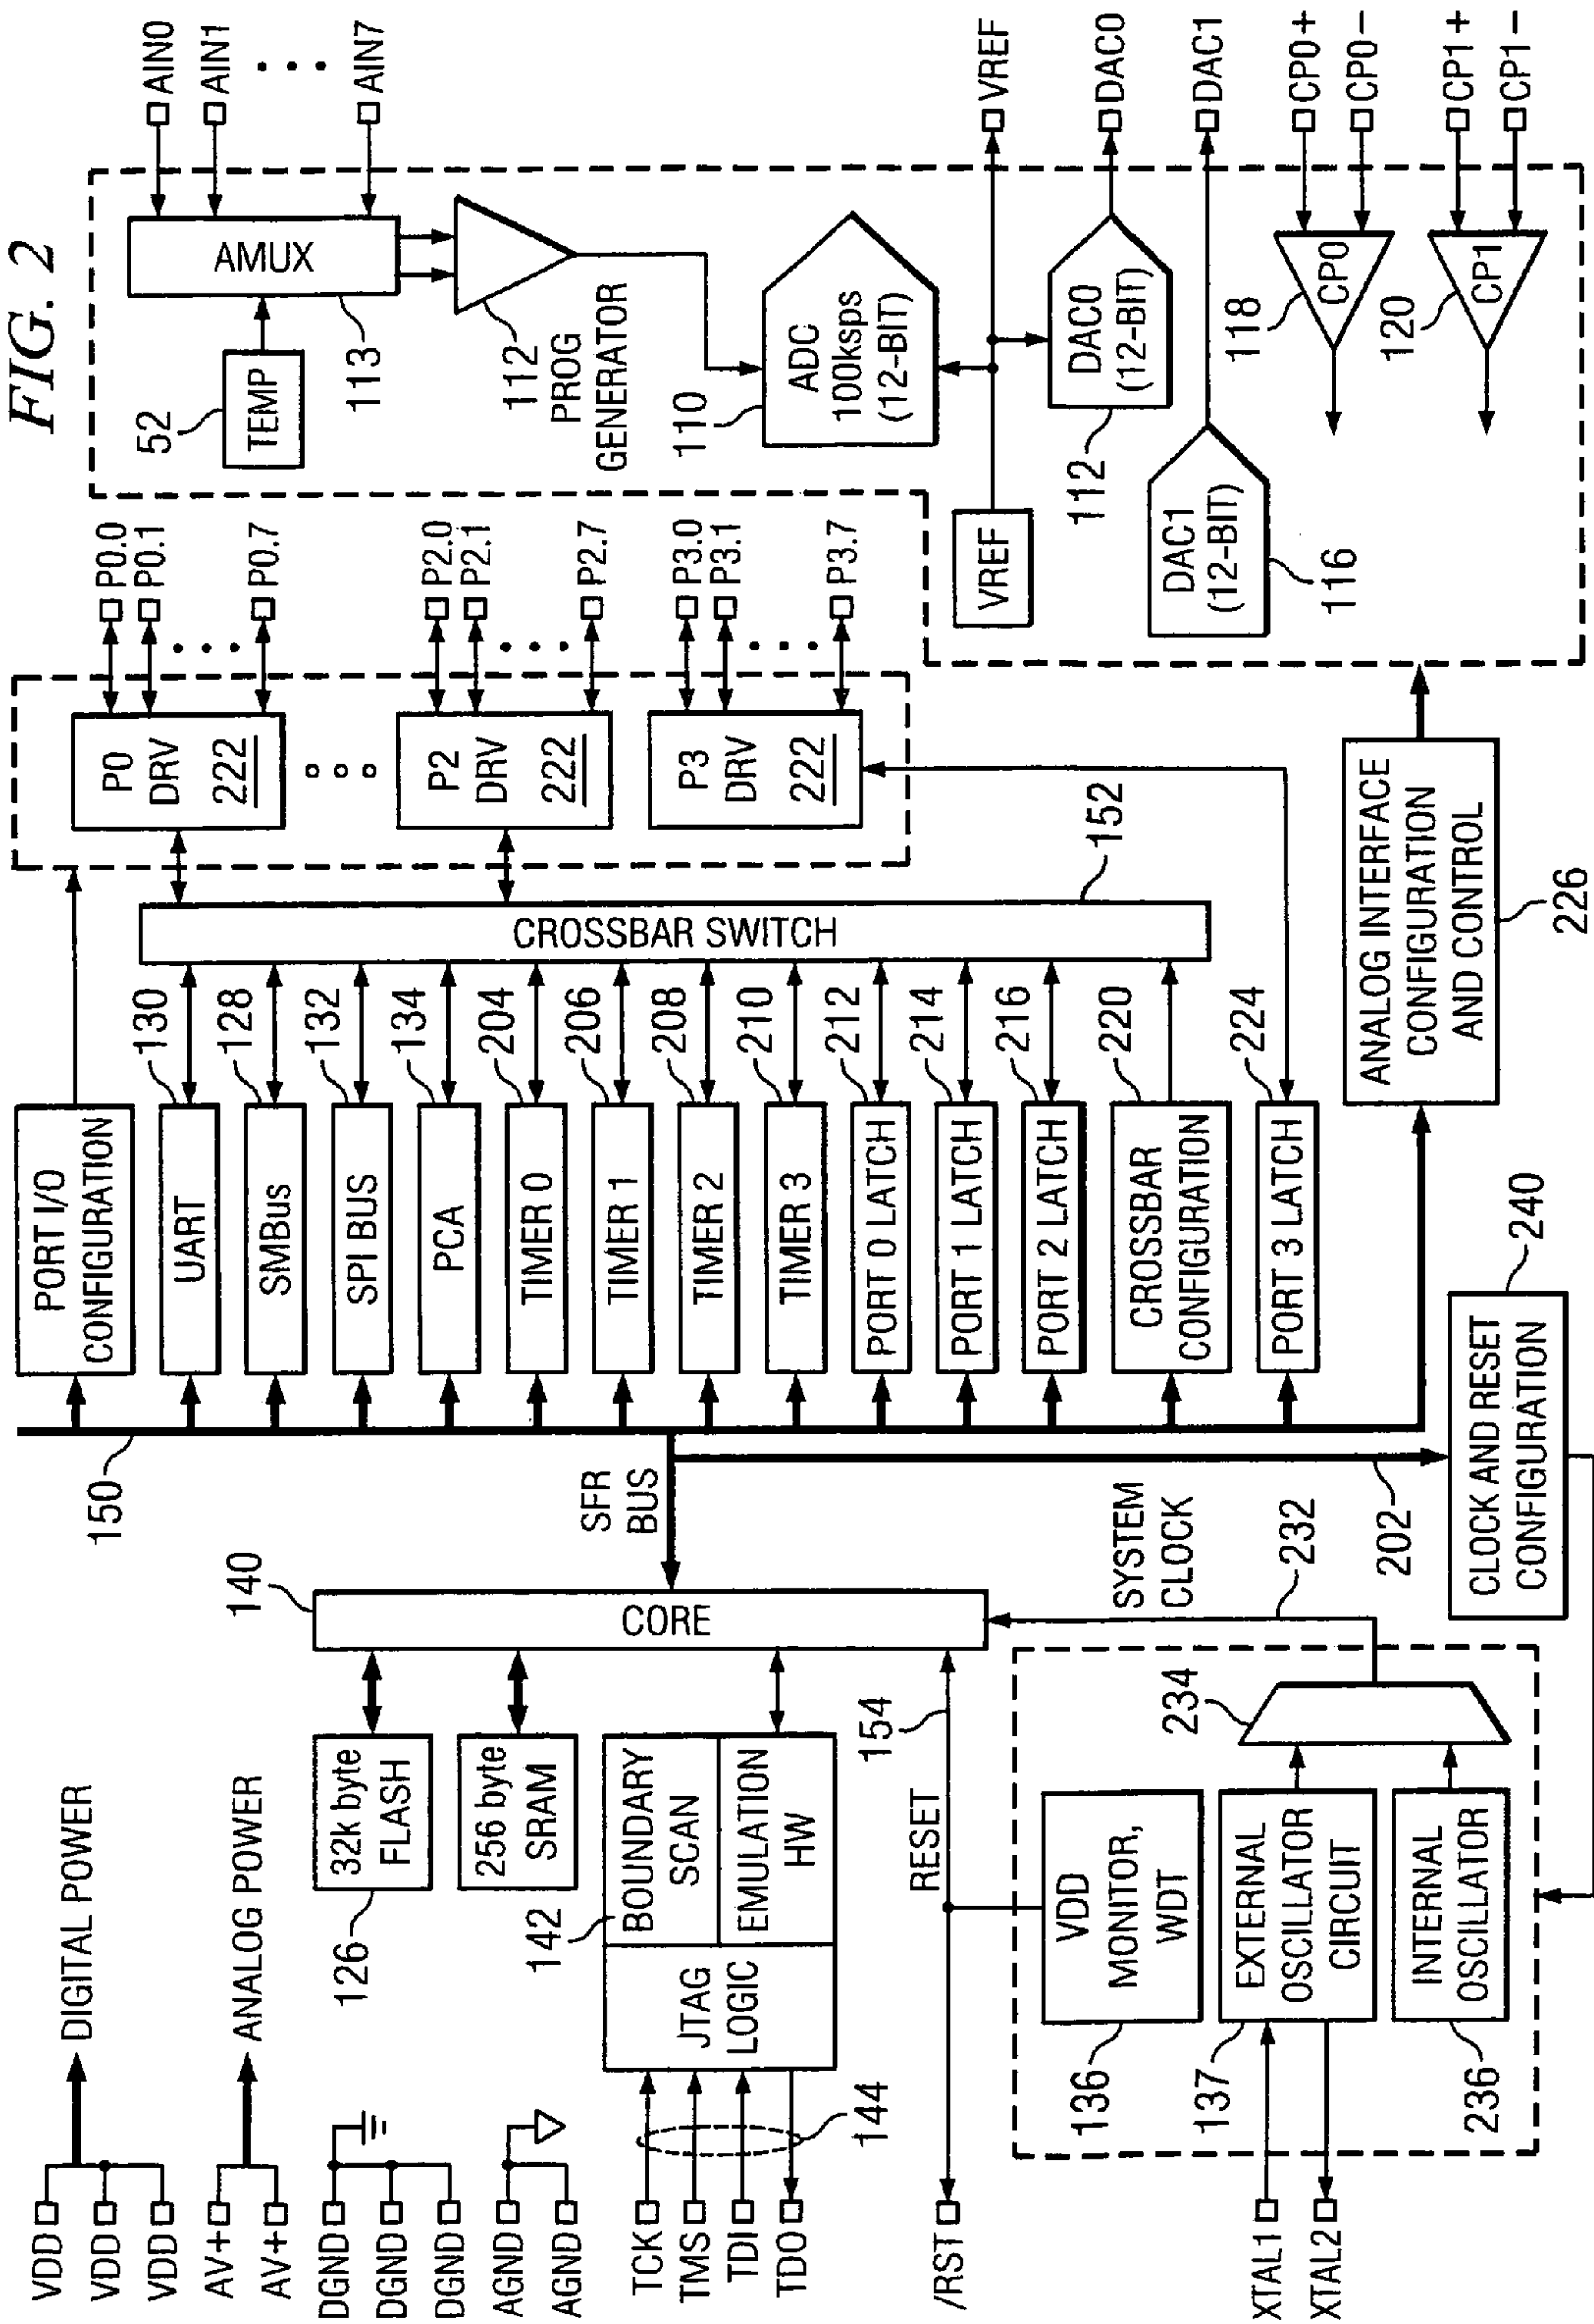 FIG. 2
VDD
VDD
VDD
DIGITAL POWER
AV+
AV+
ANALOG POWER
DGND
DGND
DGND
AGND
AGND
TCK
TMS
TDI
TDO
144
/RST
XTAL1
XTAL2
32k byte
FLASH
126
256 byte
SRAM
142
BOUNDARY
SCAN
JTAG
LOGIC
EMULATION
HW
RESET
154
VDD
MONITOR,
WDT
136
EXTERNAL
OSCILLATOR
CIRCUIT
137
INTERNAL
OSCILLATOR
236
234
140
CORE
SYSTEM
CLOCK
232
SFR
BUS
150
202
CLOCK AND RESET
CONFIGURATION
240
PORT I/O
CONFIGURATION
UART
130
SMBus
128
SPI BUS
132
PCA
134
TIMER 0
204
TIMER 1
206
TIMER 2
208
TIMER 3
210
PORT 0 LATCH
212
PORT 1 LATCH
214
PORT 2 LATCH
216
CROSSBAR
CONFIGURATION
220
PORT 3 LATCH
224
ANALOG INTERFACE
CONFIGURATION
AND CONTROL
226
CROSSBAR SWITCH
152
P0
DRV
222
P2
DRV
222
P3
DRV
222
P0.0
P0.1
P0.7
P2.0
P2.1
P2.7
P3.0
P3.1
P3.7
52
TEMP
AMUX
113
AIN0
AIN1
AIN7
112
PROG
GENERATOR
110
ADC
100ksps
(12-BIT)
VREF
VREF
112
DAC0
(12-BIT)
DAC0
DAC1
(12-BIT)
116
DAC1
118
CP0
CP0+
CP0-
120
CP1
CP1+
CP1-